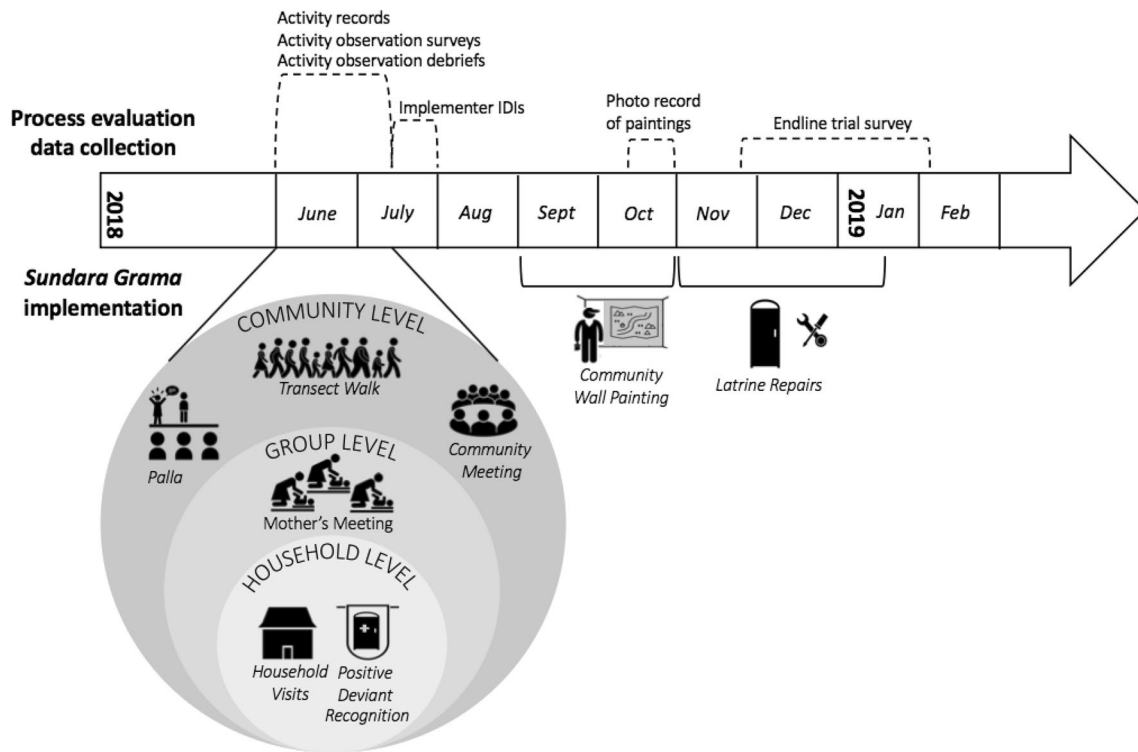 Activity records
Activity observation surveys
Activity observation debriefs
Implementer IDIs
Photo record
of paintings
Endline trial survey
Process evaluation
data collection
2018
June
July
Aug
Sept
Oct
Nov
Dec
2019
Jan
Feb
Sundara Grama
implementation
COMMUNITY LEVEL
Transect Walk
Palla
Community
Meeting
GROUP LEVEL
Mother's Meeting
HOUSEHOLD LEVEL
Household
Visits
Positive
Deviant
Recognition
Community
Wall Painting
Latrine Repairs